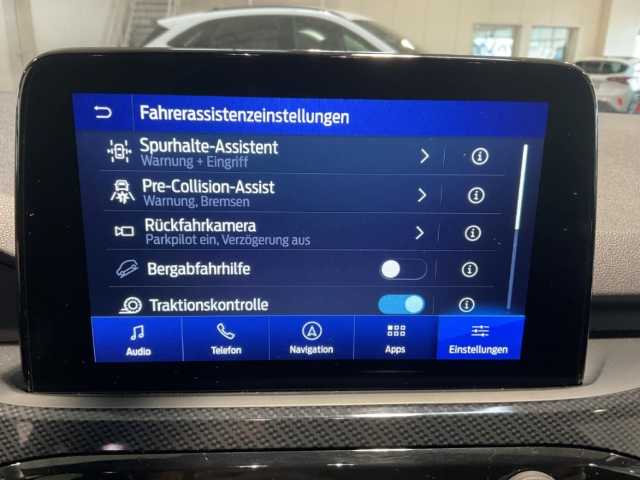 Fahrerassistenzeinstellungen
Spurhalte-Assistent
Warnung + Eingriff
Pre-Collision-Assist
Warnung, Bremsen
Rückfahrkamera
Parkpilot ein, Verzögerung aus
Bergabfahrhilfe
Traktionskontrolle
Audio
Telefon
Navigation
Apps
Einstellungen